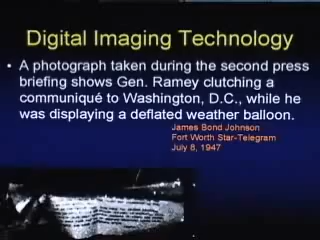 Digital Imaging Technology
• A photograph taken during the second press
briefing shows Gen. Ramey clutching a
communiqué to Washington, D.C., while he
was displaying a deflated weather balloon.
James Bond Johnson
Fort Worth Star-Telegram
July 8, 1947